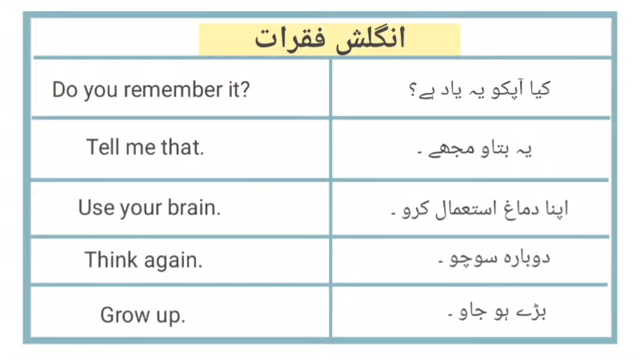 انگلش فقرات
Do you remember it? کیا آپکو یہ یاد ہے؟
Tell me that. یہ بتاو مجھے ۔
Use your brain. اپنا دماغ استعمال کرو ۔
Think again. دوبارہ سوچو ۔
Grow up. بڑے ہو جاو ۔